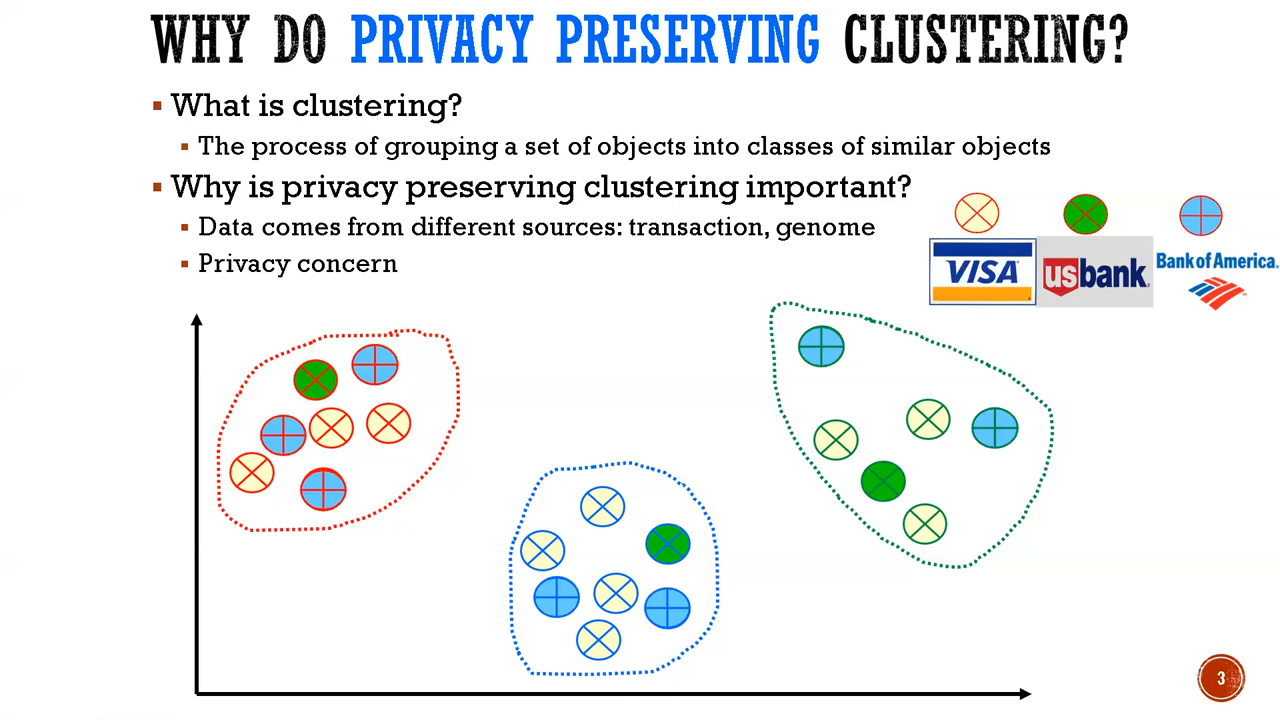 WHY DO PRIVACY PRESERVING CLUSTERING?
What is clustering?
The process of grouping a set of objects into classes of similar objects
Why is privacy preserving clustering important?
Data comes from different sources: transaction, genome
Privacy concern
VISA
usbank
Bank of America.
3